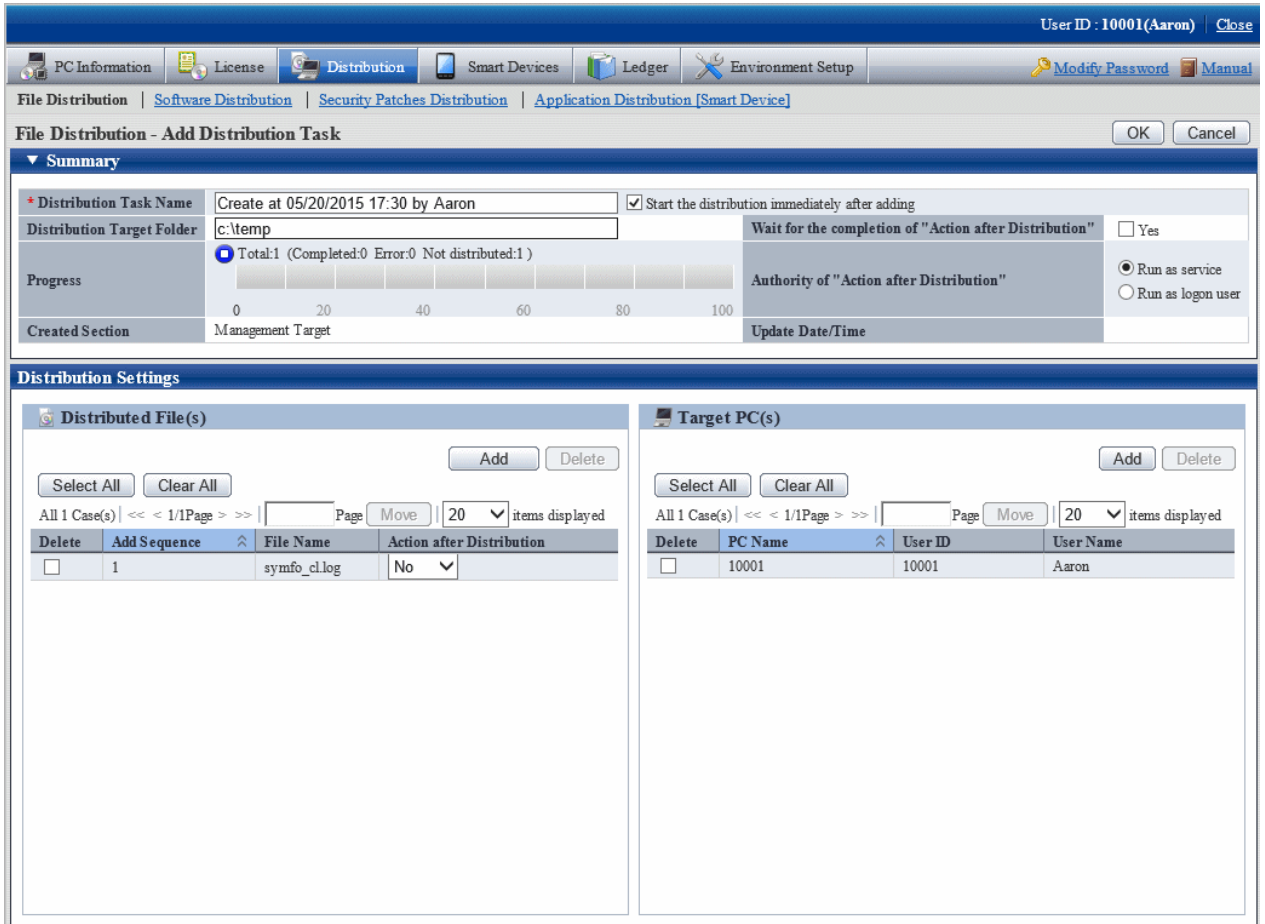 User ID : 10001(Aaron) | Close
PC Information License Distribution Smart Devices Ledger Environment Setup Modify Password Manual
File Distribution | Software Distribution | Security Patches Distribution | Application Distribution [Smart Device]
File Distribution - Add Distribution Task OK Cancel
▼ Summary
* Distribution Task Name Create at 05/20/2015 17:30 by Aaron Start the distribution immediately after adding
Distribution Target Folder c:\temp Wait for the completion of "Action after Distribution" Yes
Progress Total:1 (Completed:0 Error:0 Not distributed:1 )
0 20 40 60 80 100
Authority of "Action after Distribution" Run as service
Run as logon user
Created Section Management Target Update Date/Time
Distribution Settings
Distributed File(s)
Add Delete
Select All Clear All
All 1 Case(s) | << < 1/1Page > >> | Page Move | 20 items displayed
Delete Add Sequence File Name Action after Distribution
1 symfo_cl.log No
Target PC(s)
Add Delete
Select All Clear All
All 1 Case(s) | << < 1/1Page > >> | Page Move | 20 items displayed
Delete PC Name User ID User Name
10001 10001 Aaron